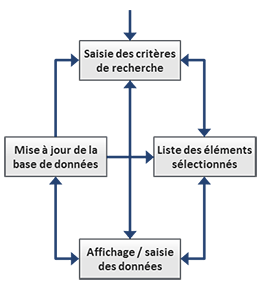 Saisie des critères
de recherche
Mise à jour de la
base de données
Liste des éléments
sélectionnés
Affichage / saisie
des données